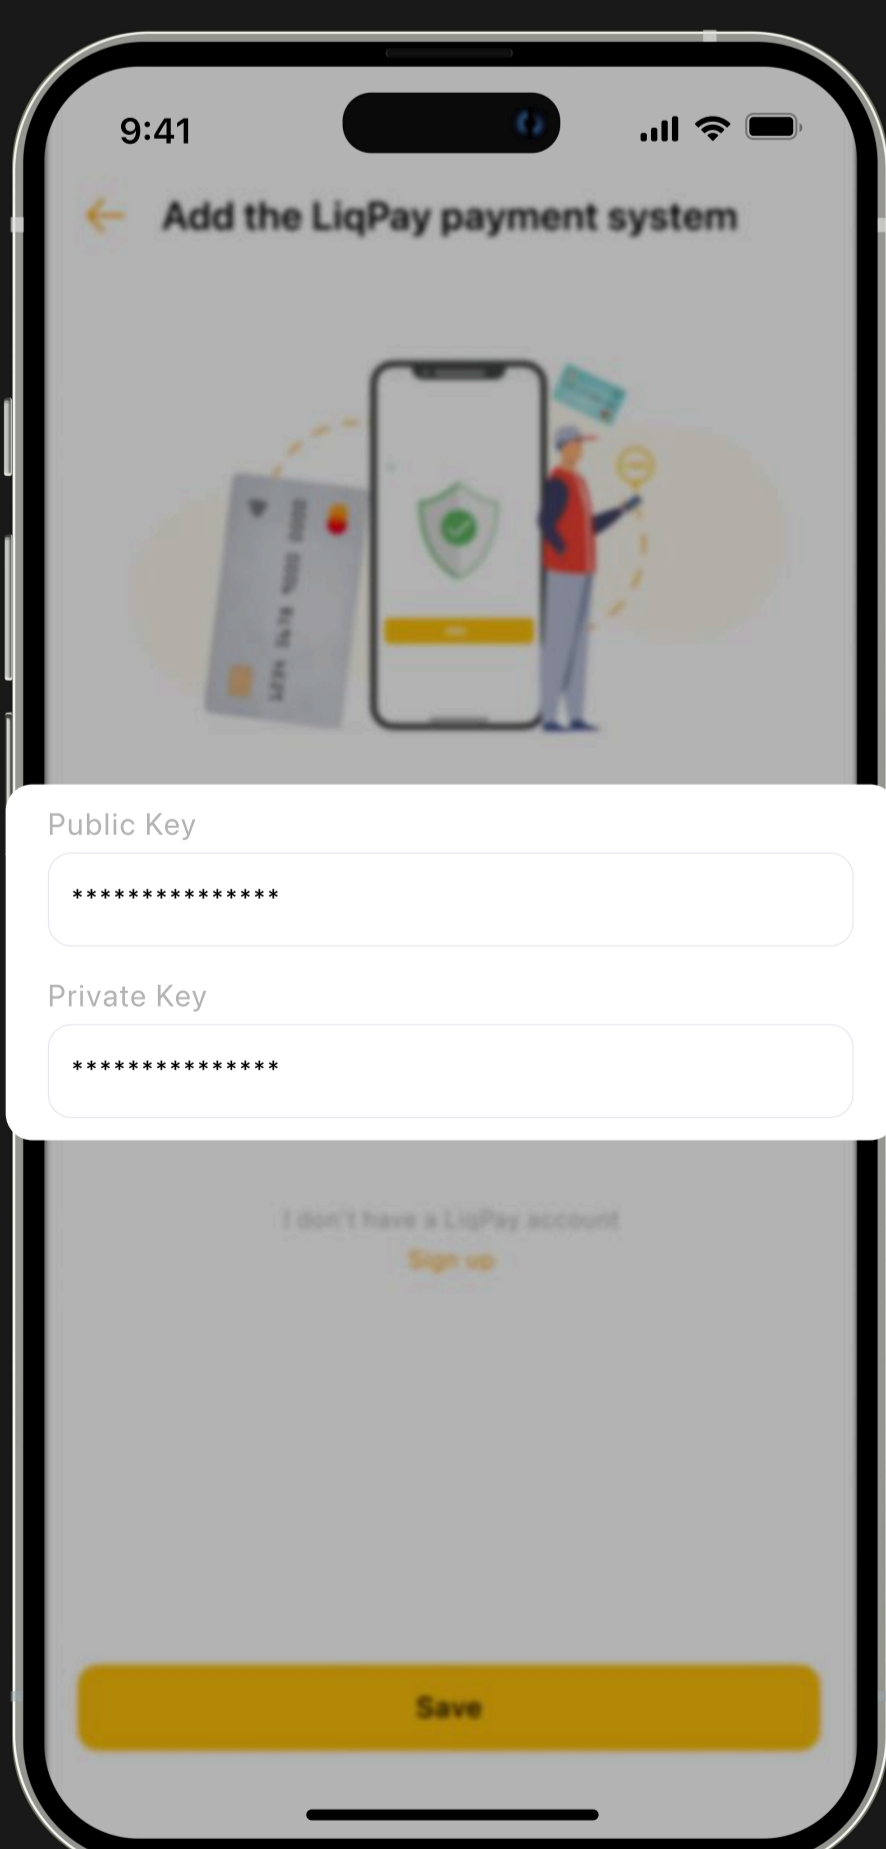 9:41
Add the LiqPay payment system
Public Key
***************
Private Key
***************
I don't have a LiqPay account
Sign up
Save